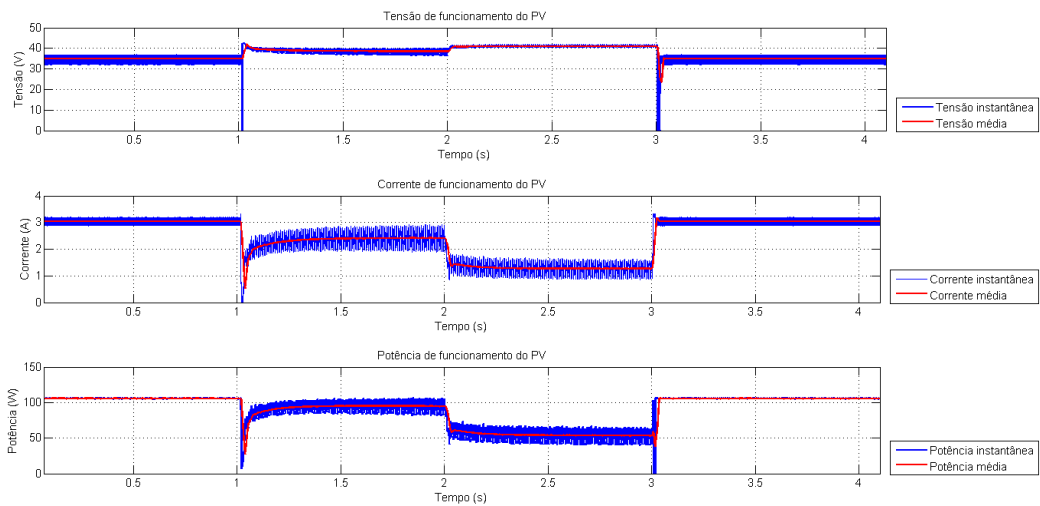 Tensão de funcionamento do PV
50
40
30
20
10
0
Tensão (V)
0.5
1
1.5
2
2.5
3
3.5
4
Tempo (s)
Tensão instantânea
Tensão média
Corrente de funcionamento do PV
4
3
2
1
0
Corrente (A)
0.5
1
1.5
2
2.5
3
3.5
4
Tempo (s)
Corrente instantânea
Corrente média
Potência de funcionamento do PV
150
100
50
0
Potência (W)
0.5
1
1.5
2
2.5
3
3.5
4
Tempo (s)
Potência instantânea
Potência média